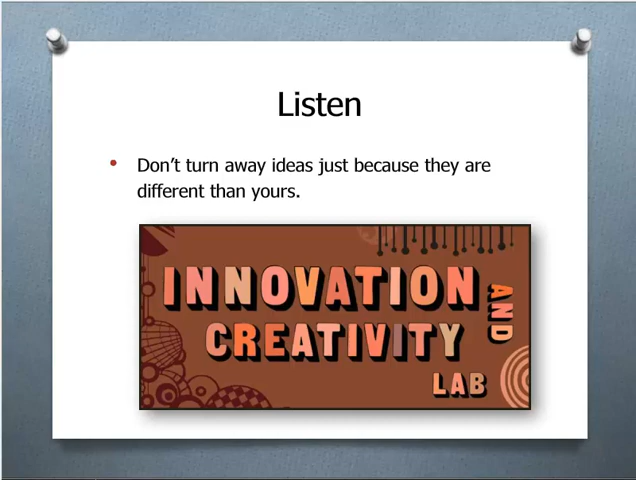 Listen
Don't turn away ideas just because they are
different than yours.
INNOVATION
AND
CREATIVITY
LAB